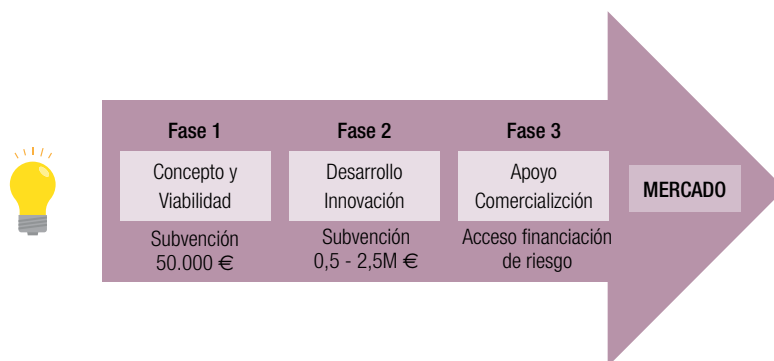 Fase 1
Concepto y
Viabilidad
Subvención
50.000 €
Fase 2
Desarrollo
Innovación
Subvención
0,5 - 2,5M €
Fase 3
Apoyo
Comercializción
Acceso financiación
de riesgo
MERCADO